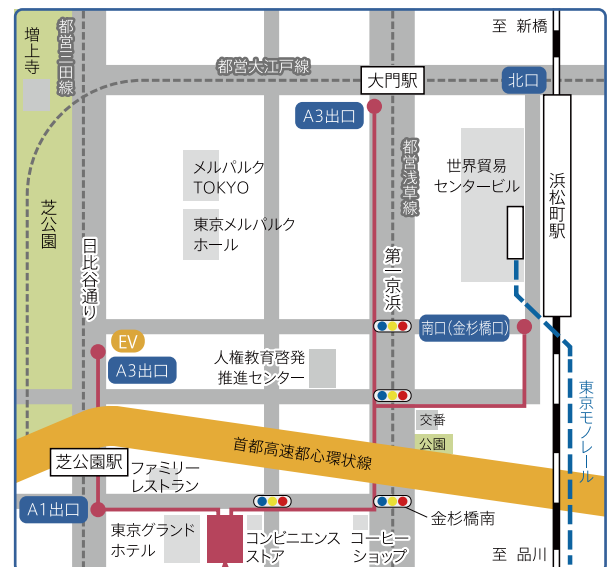 至 新橋
増上寺
都営三田線
都営大江戸線
大門駅
北口
A3出口
都営浅草線
メルパルク
TOKYO
世界貿易
センタービル
浜松町駅
芝公園
東京メルパルク
ホール
日比谷通り
第一京浜
南口(金杉橋口)
EV
A3出口
人権教育啓発
推進センター
東京モノレール
交番
公園
首都高速都心環状線
芝公園駅
ファミリー
レストラン
A1出口
金杉橋南
東京グランド
ホテル
コンビニエンス
ストア
コーヒー
ショップ
至 品川